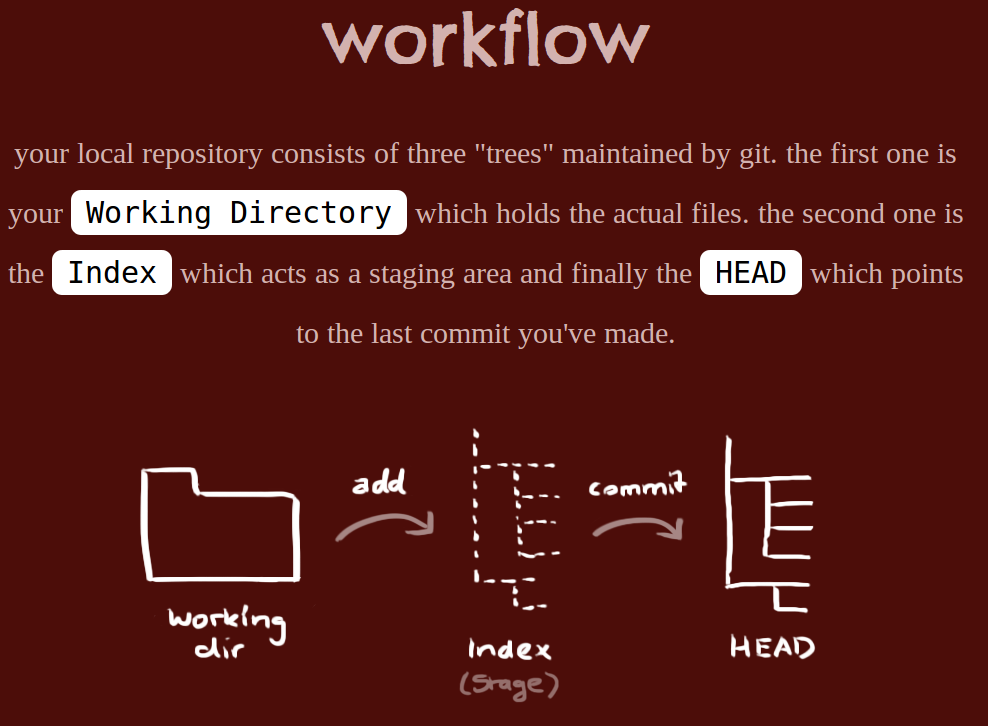 workflow
your local repository consists of three "trees" maintained by git. the first one is
your Working Directory which holds the actual files. the second one is
the Index which acts as a staging area and finally the HEAD which points
to the last commit you've made.
add
commit
working
dir
Index
(Stage)
HEAD